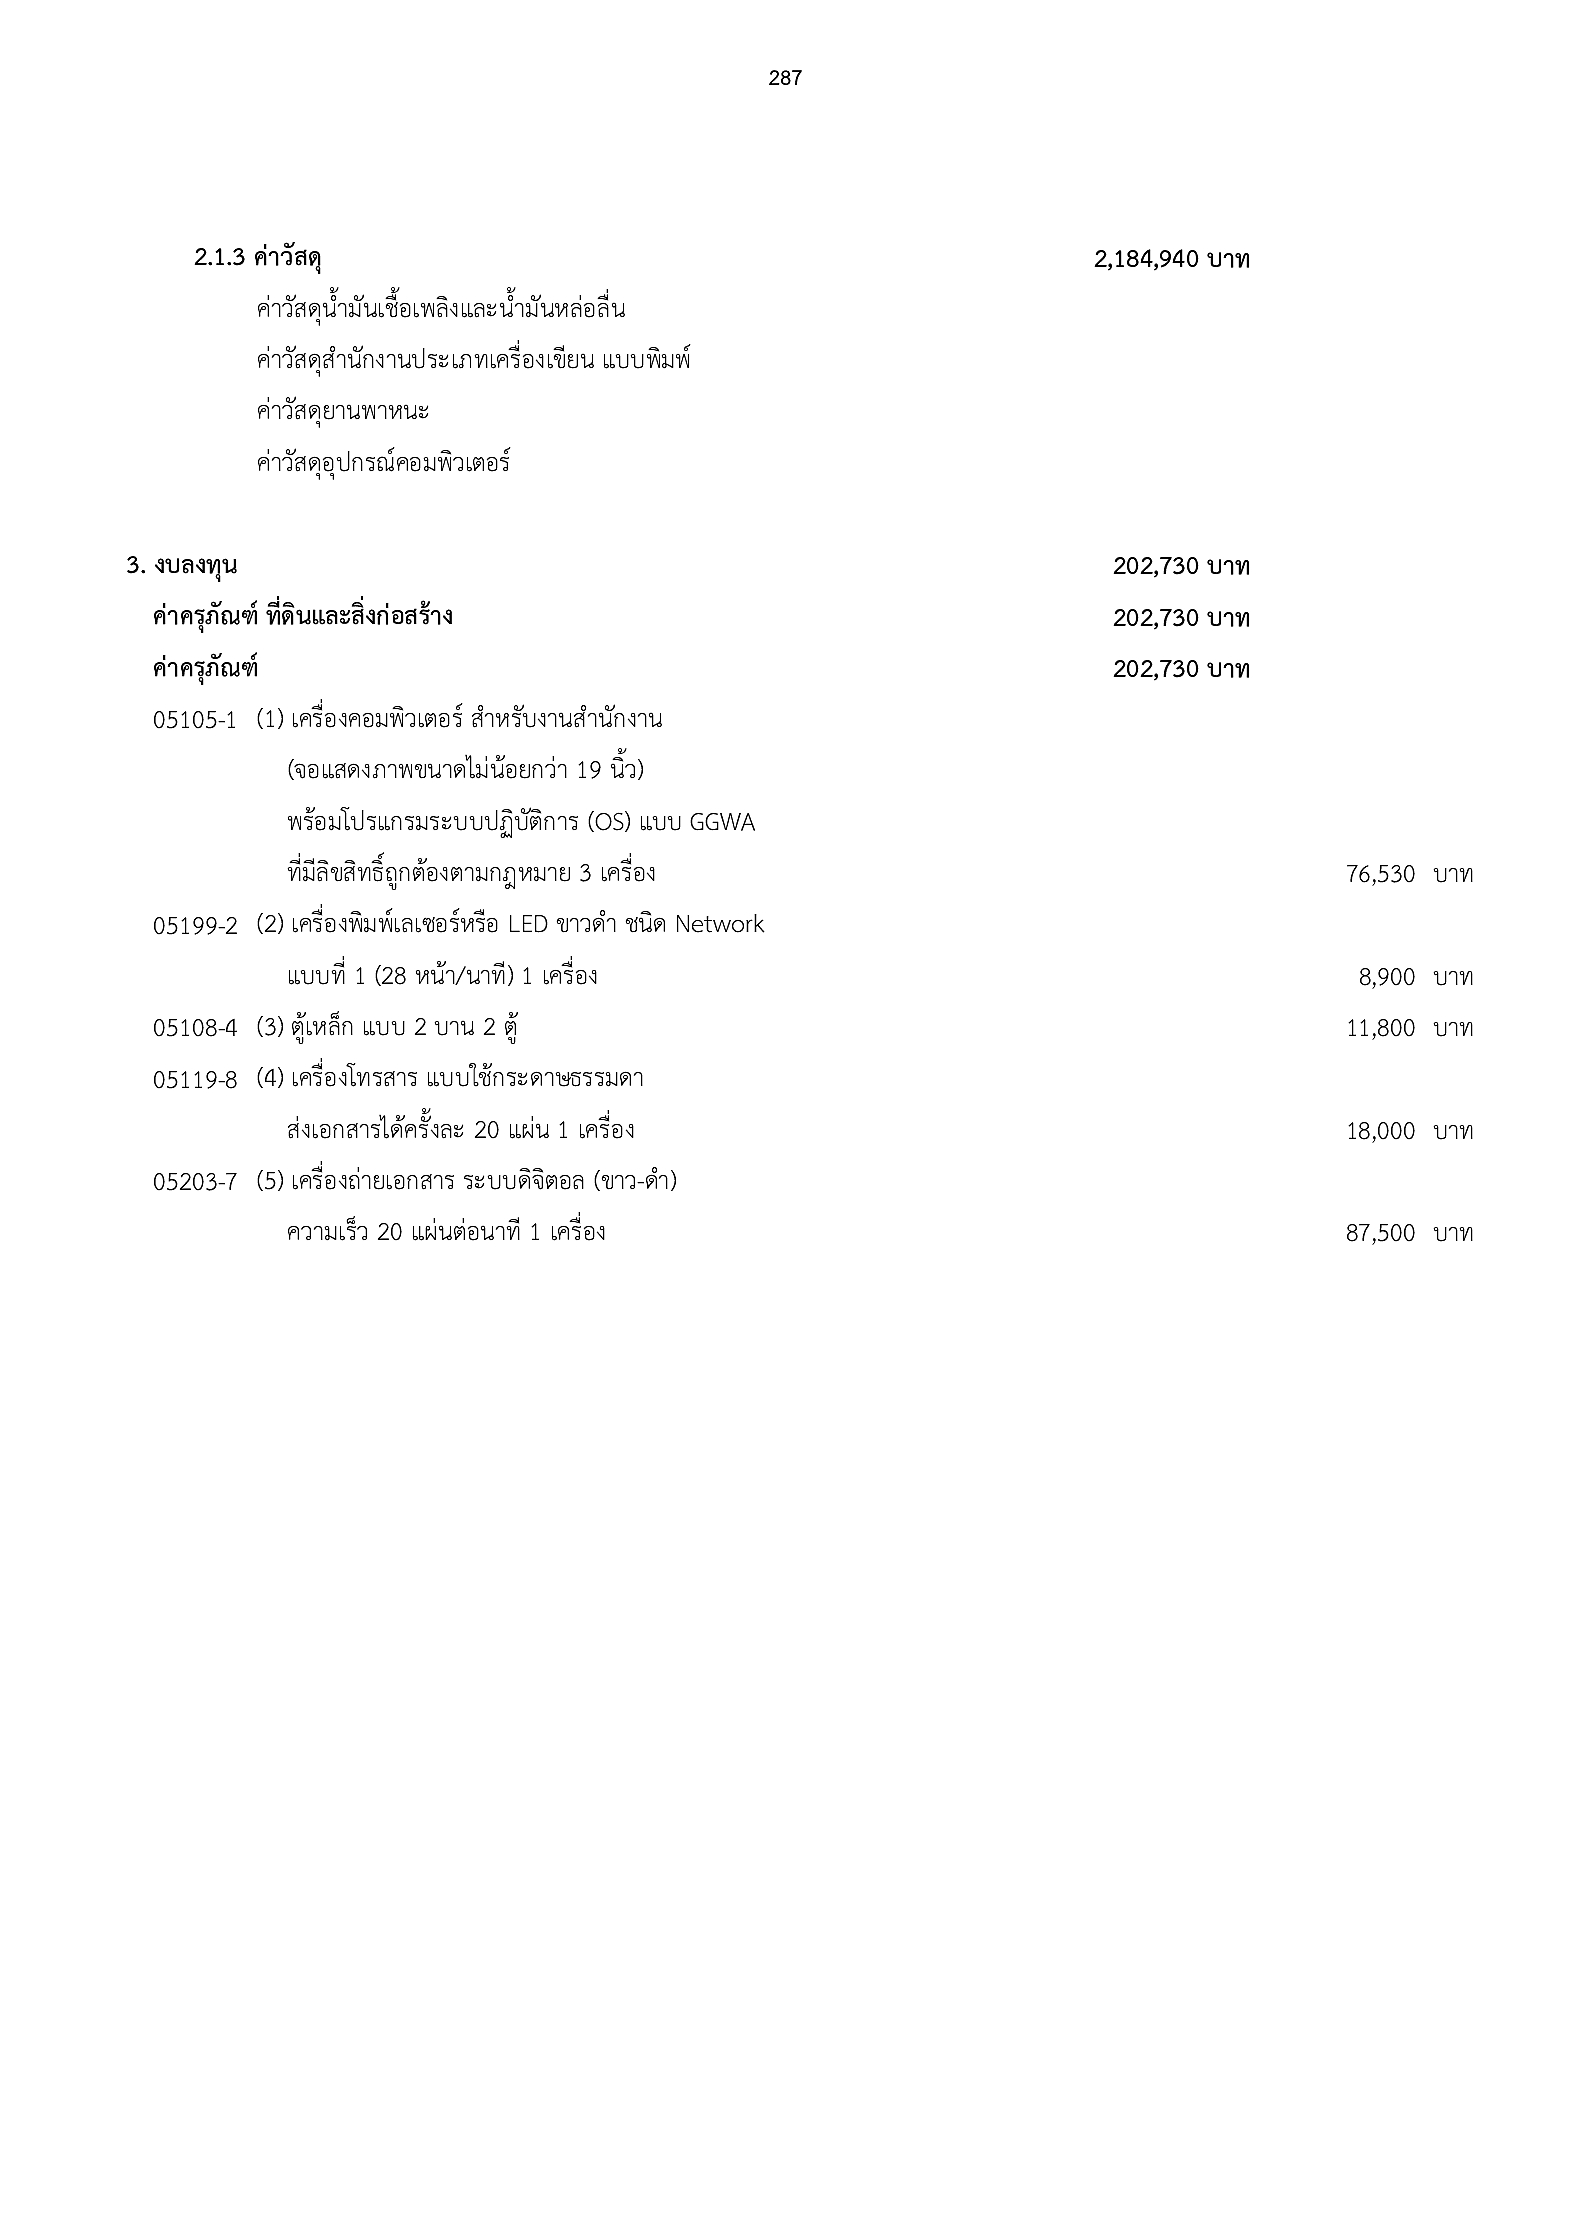 287
2.1.3 ค่าวัสดุ 2,184,940 บาท
ค่าวัสดุน้ำมันเชื้อเพลิงและน้ำมันหล่อลื่น
ค่าวัสดุสำนักงานประเภทเครื่องเขียน แบบพิมพ์
ค่าวัสดุยานพาหนะ
ค่าวัสดุอุปกรณ์คอมพิวเตอร์
3. งบลงทุน 202,730 บาท
ค่าครุภัณฑ์ ที่ดินและสิ่งก่อสร้าง 202,730 บาท
ค่าครุภัณฑ์ 202,730 บาท
05105-1 (1) เครื่องคอมพิวเตอร์ สำหรับงานสำนักงาน
(จอแสดงภาพขนาดไม่น้อยกว่า 19 นิ้ว)
พร้อมโปรแกรมระบบปฏิบัติการ (OS) แบบ GGWA
ที่มีลิขสิทธิ์ถูกต้องตามกฎหมาย 3 เครื่อง 76,530 บาท
05199-2 (2) เครื่องพิมพ์เลเซอร์หรือ LED ขาวดำ ชนิด Network
แบบที่ 1 (28 หน้า/นาที) 1 เครื่อง 8,900 บาท
05108-4 (3) ตู้เหล็ก แบบ 2 บาน 2 ตู้ 11,800 บาท
05119-8 (4) เครื่องโทรสาร แบบใช้กระดาษธรรมดา
ส่งเอกสารได้ครั้งละ 20 แผ่น 1 เครื่อง 18,000 บาท
05203-7 (5) เครื่องถ่ายเอกสาร ระบบดิจิตอล (ขาว-ดำ)
ความเร็ว 20 แผ่นต่อนาที 1 เครื่อง 87,500 บาท